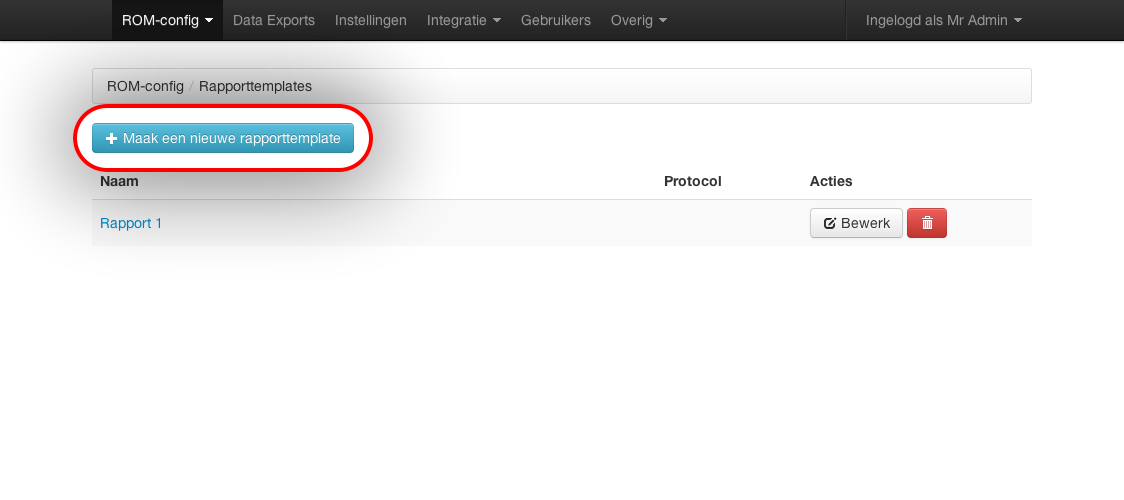 ROM-config Data Exports Instellingen Integratie Gebruikers Overig Ingelogd als Mr Admin
ROM-config / Rapporttemplates
Maak een nieuwe rapporttemplate
Naam Protocol Acties
Rapport 1 Bewerk